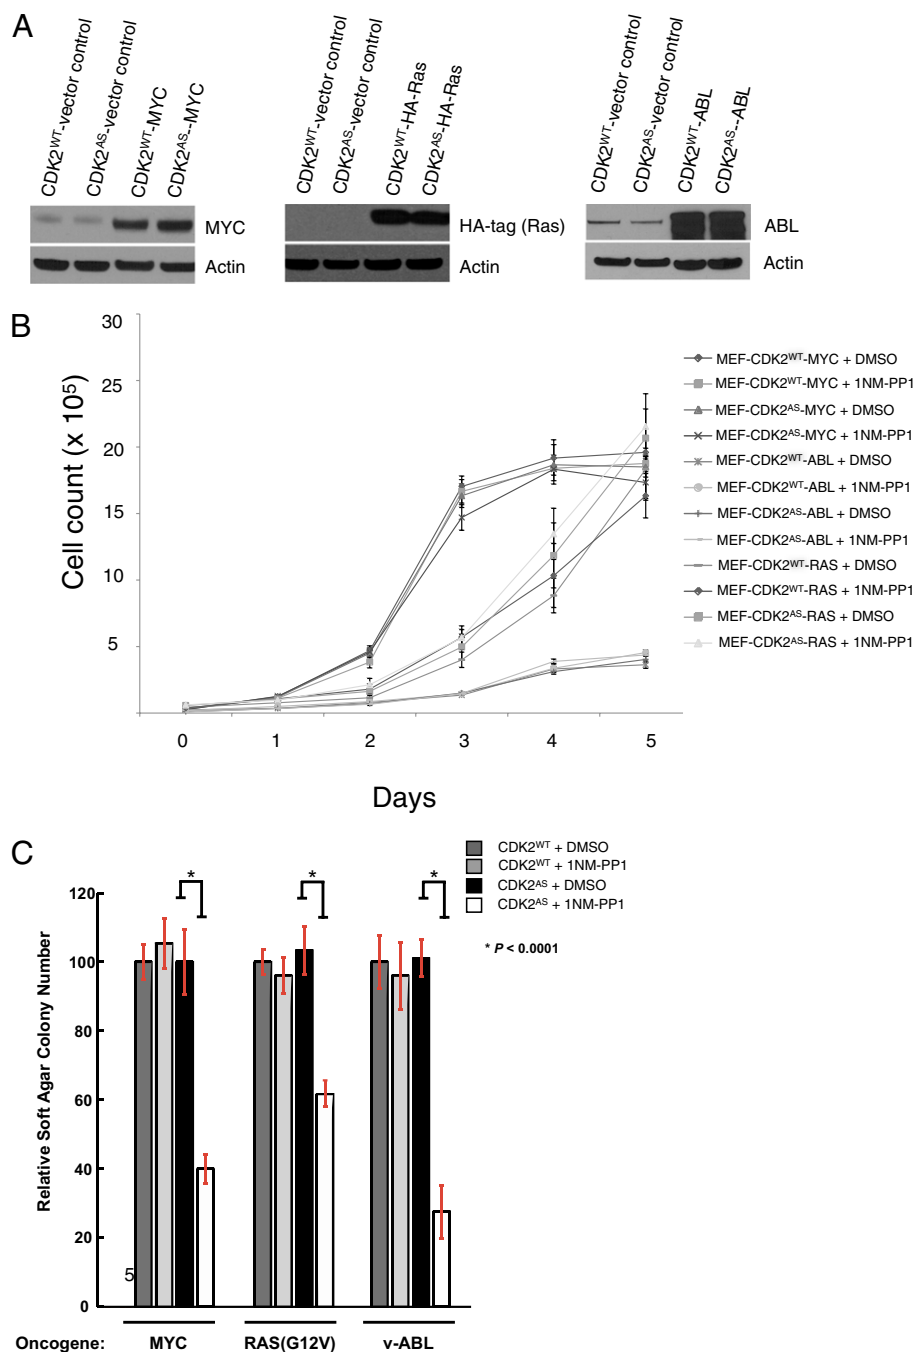 A
CDK2WT-vector control
CDK2AS-vector control
CDK2WT-MYC
CDK2AS--MYC
MYC
Actin
CDK2WT-vector control
CDK2AS-vector control
CDK2WT-HA-Ras
CDK2AS-HA-Ras
HA-tag (Ras)
Actin
CDK2WT-vector control
CDK2AS-vector control
CDK2WT-ABL
CDK2AS--ABL
ABL
Actin
B
Cell count (x 10⁵)
30
25
20
15
10
5
0 1 2 3 4 5
Days
MEF-CDK2WT-MYC + DMSO
MEF-CDK2WT-MYC + 1NM-PP1
MEF-CDK2AS-MYC + DMSO
MEF-CDK2AS-MYC + 1NM-PP1
MEF-CDK2WT-ABL + DMSO
MEF-CDK2WT-ABL + 1NM-PP1
MEF-CDK2AS-ABL + DMSO
MEF-CDK2AS-ABL + 1NM-PP1
MEF-CDK2WT-RAS + DMSO
MEF-CDK2WT-RAS + 1NM-PP1
MEF-CDK2AS-RAS + DMSO
MEF-CDK2AS-RAS + 1NM-PP1
C
CDK2WT + DMSO
CDK2WT + 1NM-PP1
CDK2AS + DMSO
CDK2AS + 1NM-PP1
* P < 0.0001
Relative Soft Agar Colony Number
120
100
80
60
40
20
0
5
* * *
Oncogene: MYC RAS(G12V) v-ABL